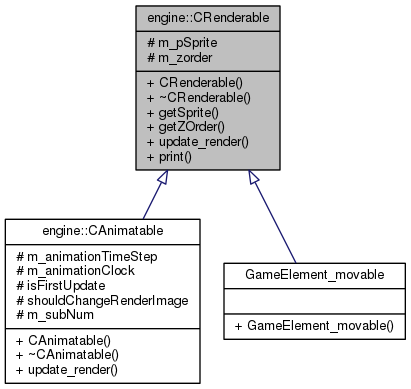 engine::CRenderable
# m_pSprite
# m_zorder
+ CRenderable()
+ ~CRenderable()
+ getSprite()
+ getZOrder()
+ update_render()
+ print()
engine::CAnimatable
# m_animationTimeStep
# m_animationClock
# isFirstUpdate
# shouldChangeRenderImage
# m_subNum
+ CAnimatable()
+ ~CAnimatable()
+ update_render()
GameElement_movable
+ GameElement_movable()